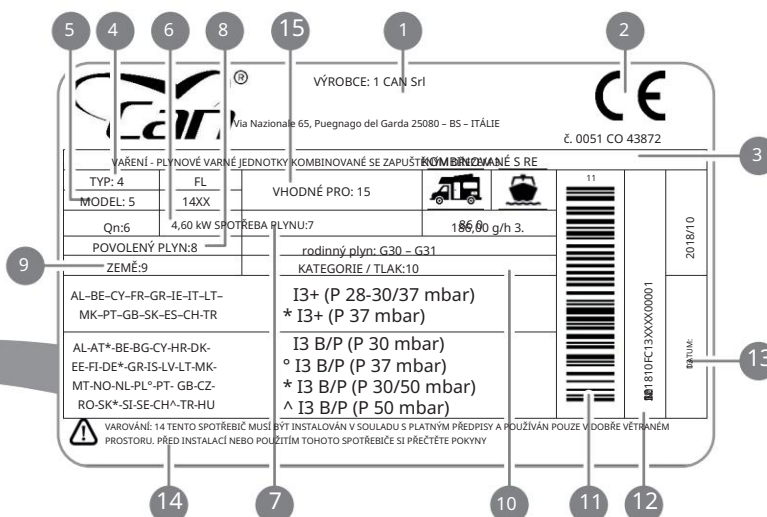 5 4 6 8 15 1 2
VÝROBCE: 1 CAN Srl
Can ®
CE
Via Nazionale 65, Puegnago del Garda 25080 – BS – ITÁLIE
č. 0051 CO 43872
VAŘENÍ - PLYNOVÉ VARNÉ JEDNOTKY KOMBINOVANÉ SE
KOMBINOVANÉ S RE
3
TYP: 4
FL
VHODNÉ PRO: 15
11
MODEL: 5
14XX
Qn:6
4,60 kW SPOTŘEBA PLYNU:7
g/h 3.
POVOLENÝ PLYN:8
rodinný plyn: G30 – G31
9
ZEMĚ:9
KATEGORIE / TLAK:10
2018/10
AL–BE–CY–FR–GR–IE–IT–LT–
MK–PT–GB–SK–ES–CH-TR
I3+ (P 28-30/37 mbar)
* I3+ (P 37 mbar)
AL-AT*-BE-BG-CY-HR-DK-
EE-FI-DE*-GR-IS-LV-LT-MK-
MT-NO-NL-PL°-PT- GB-CZ-
RO-SK*-SI-SE-CH^-TR-HU
I3 B/P (P 30 mbar)
° I3 B/P (P 37 mbar)
* I3 B/P (P 30/50 mbar)
^ I3 B/P (P 50 mbar)
1810FC13XXXX00001
13
VAROVÁNÍ: 14 TENTO SPOTŘEBIČ MUSÍ BÝT INSTALOVÁN V SOULADU S PLATNÝM PŘEDPISY A POUŽÍVÁN POUZE V DOBŘE VĚTRANÉM
PROSTORU. PŘED INSTALACÍ NEBO POUŽITÍM TOHOTO SPOTŘEBIČE SI PŘEČTĚTE POKYNY
14 7 10 11 12